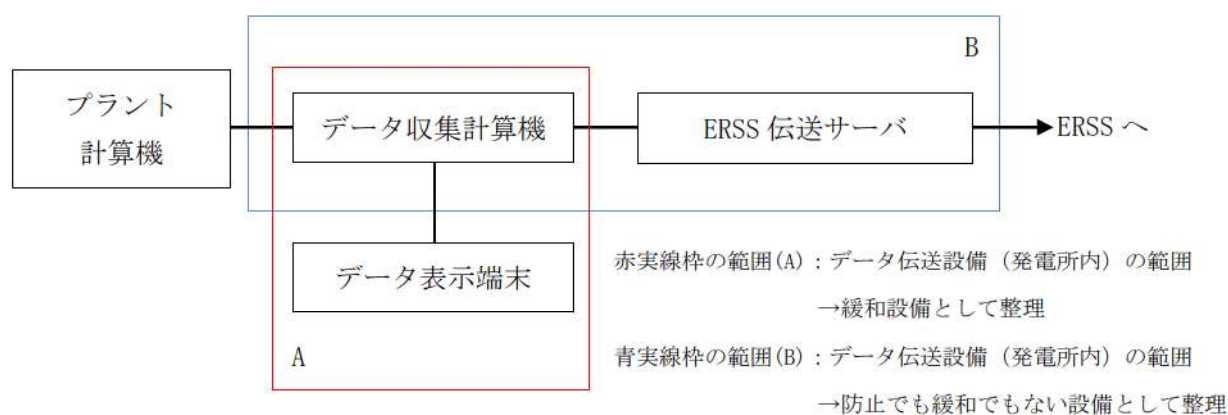 B
プラント
計算機
データ収集計算機
ERSS 伝送サーバ
ERSS へ
データ表示端末
A
赤実線枠の範囲(A)：データ伝送設備（発電所内）の範囲
→緩和設備として整理
青実線枠の範囲(B)：データ伝送設備（発電所内）の範囲
→防止でも緩和でもない設備として整理